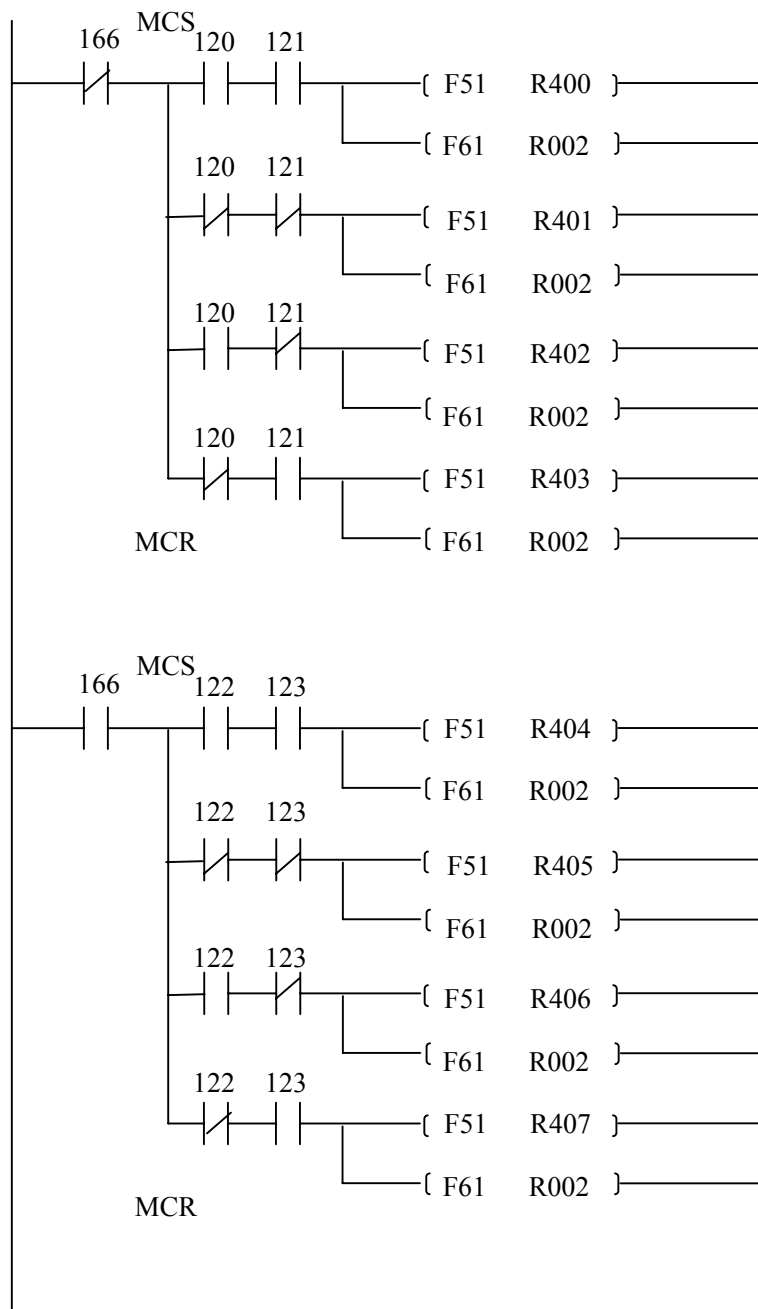 MCS
166 120 121
F51 R400
F61 R002
120 121
F51 R401
F61 R002
120 121
F51 R402
F61 R002
120 121
F51 R403
F61 R002
MCR
MCS
166 122 123
F51 R404
F61 R002
122 123
F51 R405
F61 R002
122 123
F51 R406
F61 R002
122 123
F51 R407
F61 R002
MCR